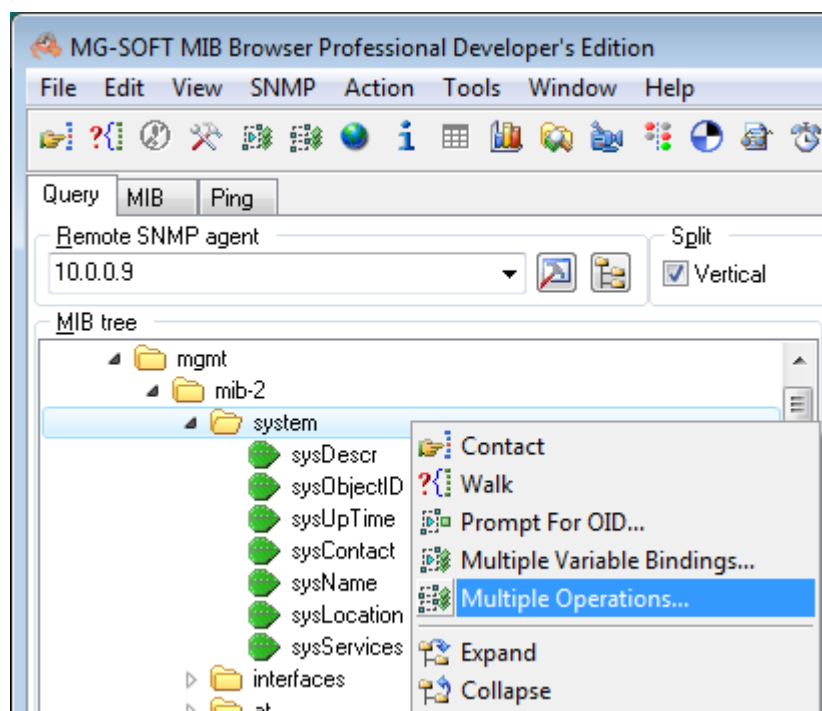 MG-SOFT MIB Browser Professional Developer's Edition
File Edit View SNMP Action Tools Window Help
Query MIB Ping
Remote SNMP agent
Split
10.0.0.9
Vertical
MIB tree
mgmt
mib-2
system
sysDescr
sysObjectID
sysUpTime
sysContact
sysName
sysLocation
sysServices
interfaces
at
Contact
Walk
Prompt For OID...
Multiple Variable Bindings...
Multiple Operations...
Expand
Collapse